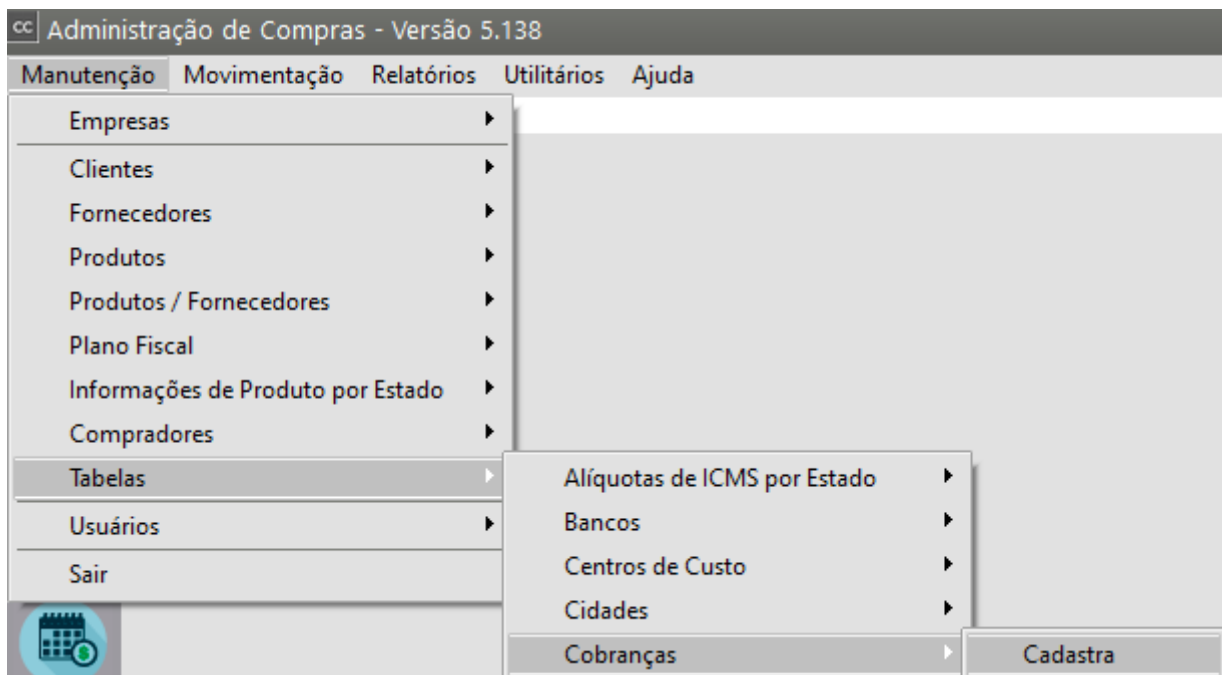 cc Administração de Compras - Versão 5.138
Manutenção Movimentação Relatórios Utilitários Ajuda
Empresas
Clientes
Fornecedores
Produtos
Produtos / Fornecedores
Plano Fiscal
Informações de Produto por Estado
Compradores
Tabelas
Usuários
Sair
Alíquotas de ICMS por Estado
Bancos
Centros de Custo
Cidades
Cobranças
Cadastra